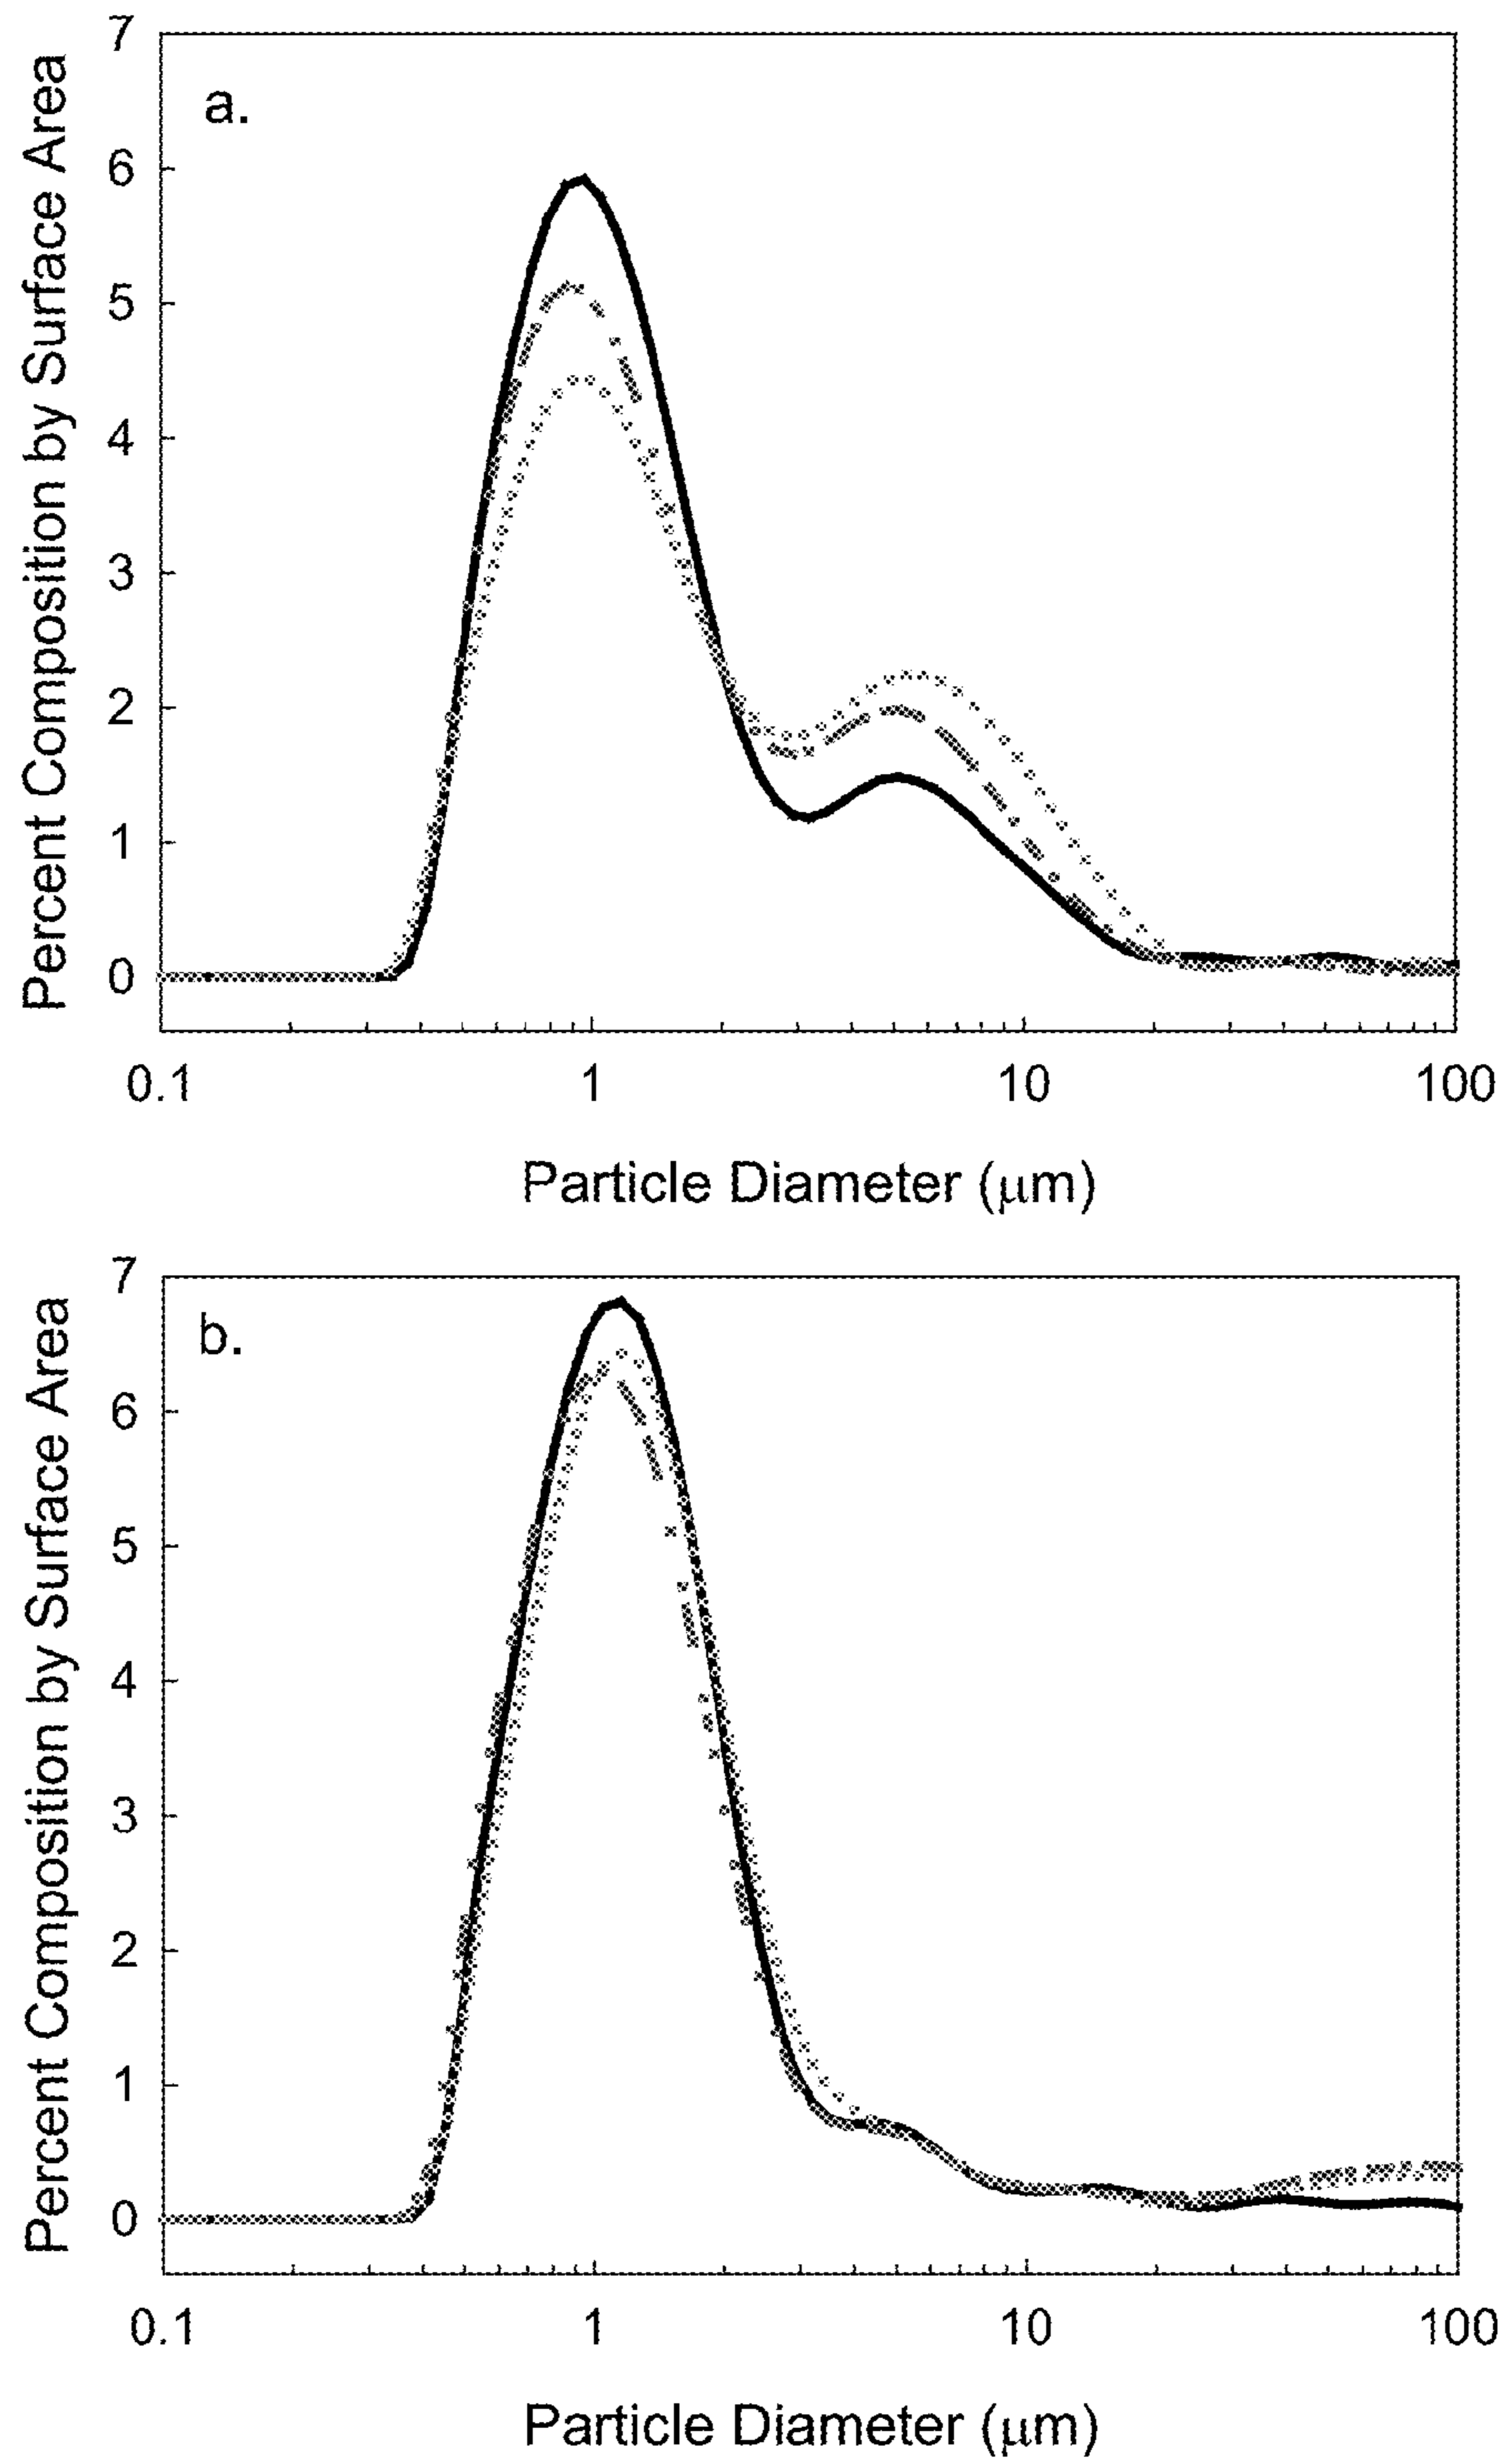 a.
Percent Composition by Surface Area
7
6
5
4
3
2
1
0
0.1 1 10 100
Particle Diameter (μm)
b.
Percent Composition by Surface Area
7
6
5
4
3
2
1
0
0.1 1 10 100
Particle Diameter (μm)